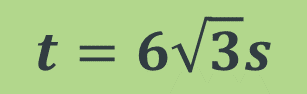 t = 6√3s